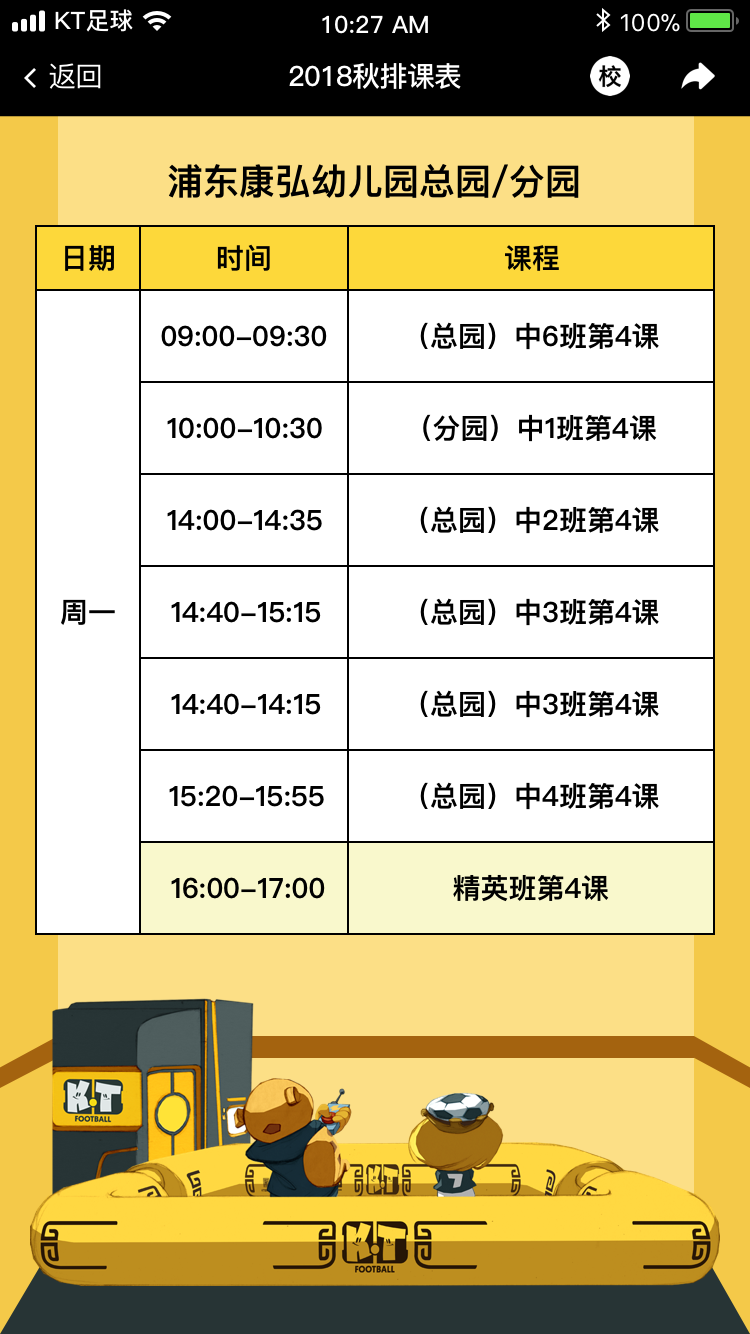 KT足球 10:27 AM 100%
返回 2018秋排课表 校
浦东康弘幼儿园总园/分园
日期 时间 课程
09:00-09:30 （总园）中6班第4课
10:00-10:30 （分园）中1班第4课
14:00-14:35 （总园）中2班第4课
周一 14:40-15:15 （总园）中3班第4课
14:40-14:15 （总园）中3班第4课
15:20-15:55 （总园）中4班第4课
16:00-17:00 精英班第4课
K.T
FOOTBALL
7
K.T
K.T
FOOTBALL